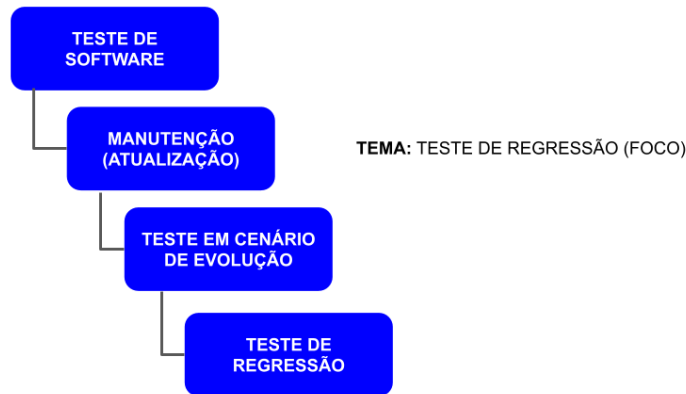 TESTE DE
SOFTWARE
MANUTENÇÃO
(ATUALIZAÇÃO)
TEMA: TESTE DE REGRESSÃO (FOCO)
TESTE EM CENÁRIO
DE EVOLUÇÃO
TESTE DE
REGRESSÃO